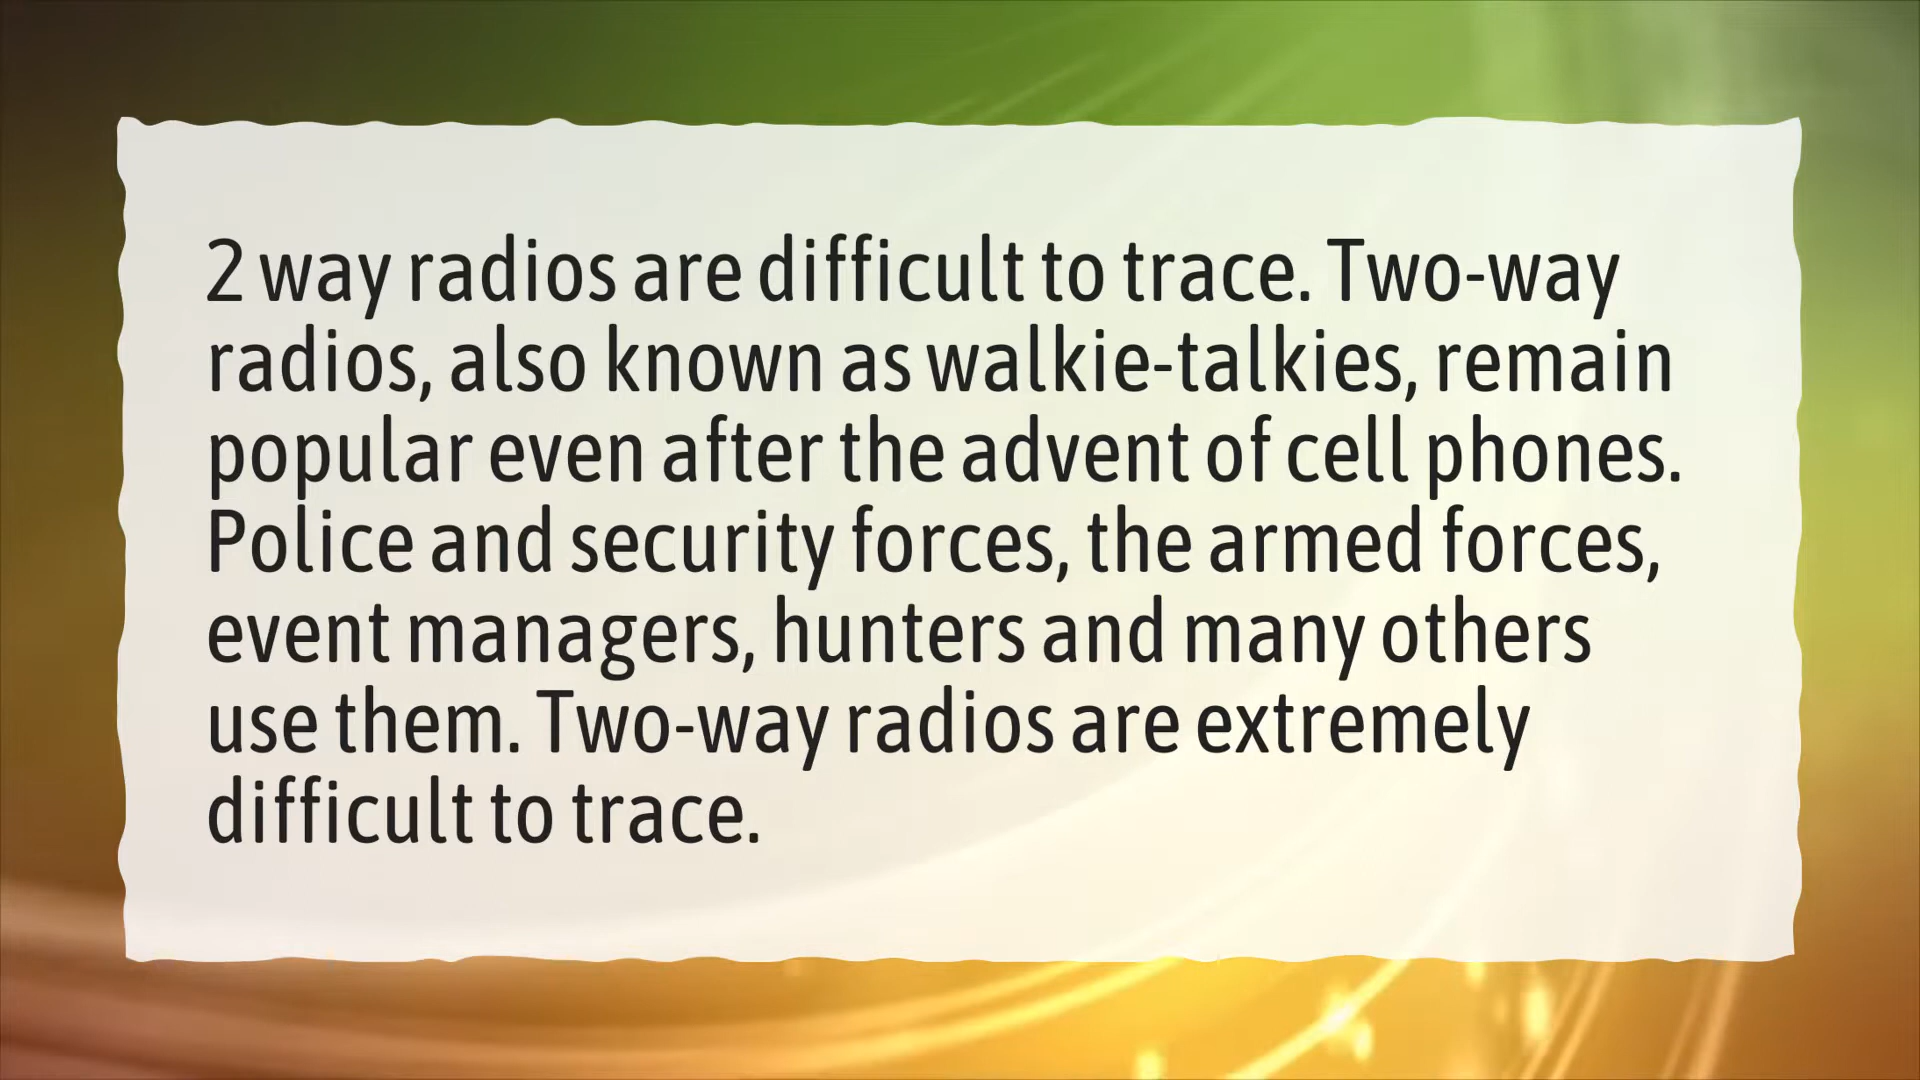 2 way radios are difficult to trace. Two-way
radios, also known as walkie-talkies, remain
popular even after the advent of cell phones.
Police and security forces, the armed forces,
event managers, hunters and many others
use them. Two-way radios are extremely
difficult to trace.